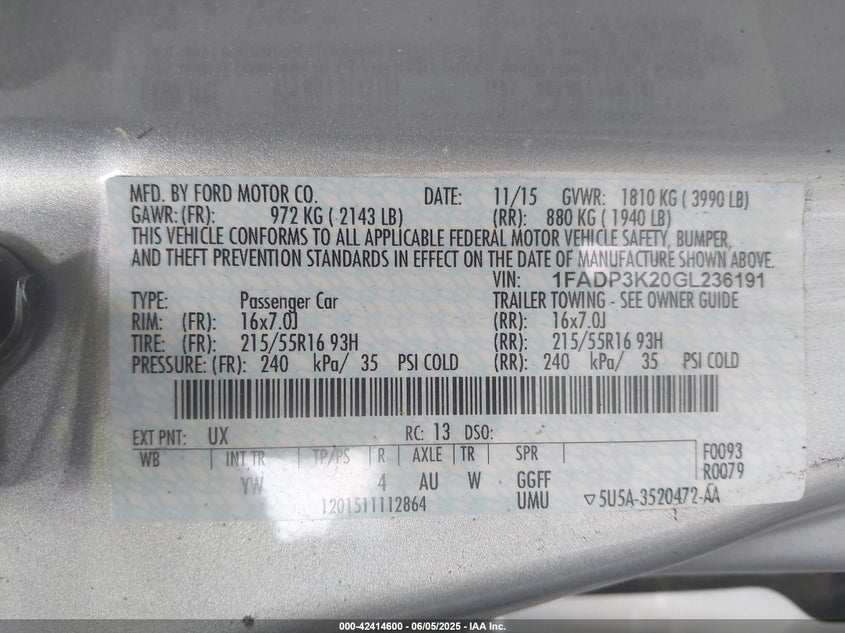 MFD. BY FORD MOTOR CO. DATE: 11/15 GVWR: 1810 KG ( 3990 LB)
GAWR: (FR): 972 KG ( 2143 LB) (RR): 880 KG ( 1940 LB)
THIS VEHICLE CONFORMS TO ALL APPLICABLE FEDERAL MOTOR VEHICLE SAFETY, BUMPER,
AND THEFT PREVENTION STANDARDS IN EFFECT ON THE DATE OF MANUFACTURE SHOWN ABOVE.
VIN: 1FADP3K20GL236191
TYPE: Passenger Car TRAILER TOWING - SEE OWNER GUIDE
RIM: (FR): 16x7.0J (RR): 16x7.0J
TIRE: (FR): 215/55R16 93H (RR): 215/55R16 93H
PRESSURE: (FR): 240 kPa/ 35 PSI COLD (RR): 240 kPa/ 35 PSI COLD
EXT PNT: UX RC: 13 DSO:
WB INT TR TP/PS R AXLE TR SPR F0093
R0079
YW 4 AU W GGFF
1201511112864 UMU ▽5U5A-3520472-AA
000-42414600 - 06/05/2025 - IAA Inc.